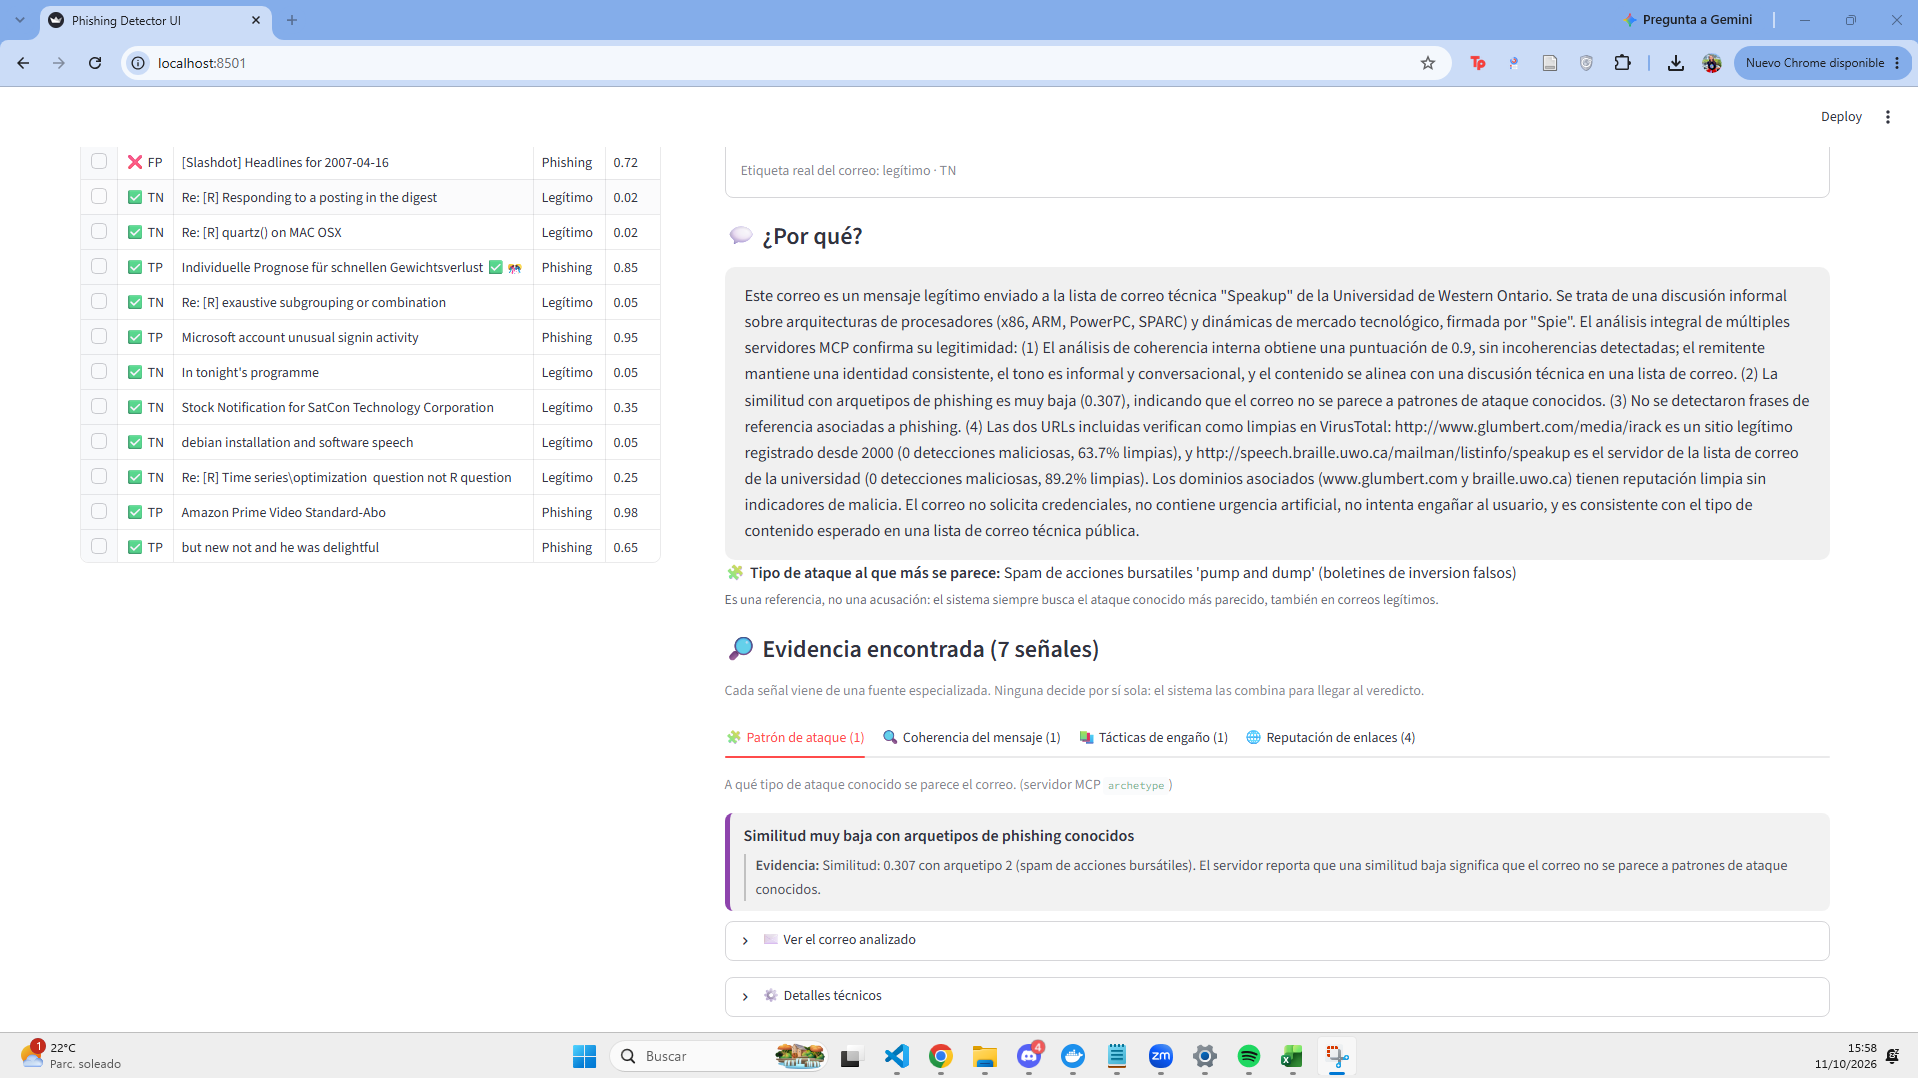 Phishing Detector UI
Pregunta a Gemini
localhost:8501
Nuevo Chrome disponible
Deploy
FP [Slashdot] Headlines for 2007-04-16 Phishing 0.72
TN Re: [R] Responding to a posting in the digest Legítimo 0.02
TN Re: [R] quartz() on MAC OSX Legítimo 0.02
TP Individuelle Prognose für schnellen Gewichtsverlust ✅ Phishing 0.85
TN Re: [R] exaustive subgrouping or combination Legítimo 0.05
TP Microsoft account unusual signin activity Phishing 0.95
TN In tonight's programme Legítimo 0.05
TN Stock Notification for SatCon Technology Corporation Legítimo 0.35
TN debian installation and software speech Legítimo 0.05
TN Re: [R] Time series\optimization  question not R question Legítimo 0.25
TP Amazon Prime Video Standard-Abo Phishing 0.98
TP but new not and he was delightful Phishing 0.65
Etiqueta real del correo: legítimo · TN
¿Por qué?
Este correo es un mensaje legítimo enviado a la lista de correo técnica "Speakup" de la Universidad de Western Ontario. Se trata de una discusión informal
sobre arquitecturas de procesadores (x86, ARM, PowerPC, SPARC) y dinámicas de mercado tecnológico, firmada por "Spie". El análisis integral de múltiples
servidores MCP confirma su legitimidad: (1) El análisis de coherencia interna obtiene una puntuación de 0.9, sin incoherencias detectadas; el remitente
mantiene una identidad consistente, el tono es informal y conversacional, y el contenido se alinea con una discusión técnica en una lista de correo. (2) La
similitud con arquetipos de phishing es muy baja (0.307), indicando que el correo no se parece a patrones de ataque conocidos. (3) No se detectaron frases de
referencia asociadas a phishing. (4) Las dos URLs incluidas verifican como limpias en VirusTotal: http://www.glumbert.com/media/irack es un sitio legítimo
registrado desde 2000 (0 detecciones maliciosas, 63.7% limpias), y http://speech.braille.uwo.ca/mailman/listinfo/speakup es el servidor de la lista de correo
de la universidad (0 detecciones maliciosas, 89.2% limpias). Los dominios asociados (www.glumbert.com y braille.uwo.ca) tienen reputación limpia sin
indicadores de malicia. El correo no solicita credenciales, no contiene urgencia artificial, no intenta engañar al usuario, y es consistente con el tipo de
contenido esperado en una lista de correo técnica pública.
Tipo de ataque al que más se parece: Spam de acciones bursatiles 'pump and dump' (boletines de inversion falsos)
Es una referencia, no una acusación: el sistema siempre busca el ataque conocido más parecido, también en correos legítimos.
Evidencia encontrada (7 señales)
Cada señal viene de una fuente especializada. Ninguna decide por sí sola: el sistema las combina para llegar al veredicto.
Patrón de ataque (1) Coherencia del mensaje (1) Tácticas de engaño (1) Reputación de enlaces (4)
A qué tipo de ataque conocido se parece el correo. (servidor MCP archetype )
Similitud muy baja con arquetipos de phishing conocidos
Evidencia: Similitud: 0.307 con arquetipo 2 (spam de acciones bursátiles). El servidor reporta que una similitud baja significa que el correo no se parece a patrones de ataque
conocidos.
Ver el correo analizado
Detalles técnicos
1
22°C
Parc. soleado
Buscar
4
zm
15:58
11/10/2026